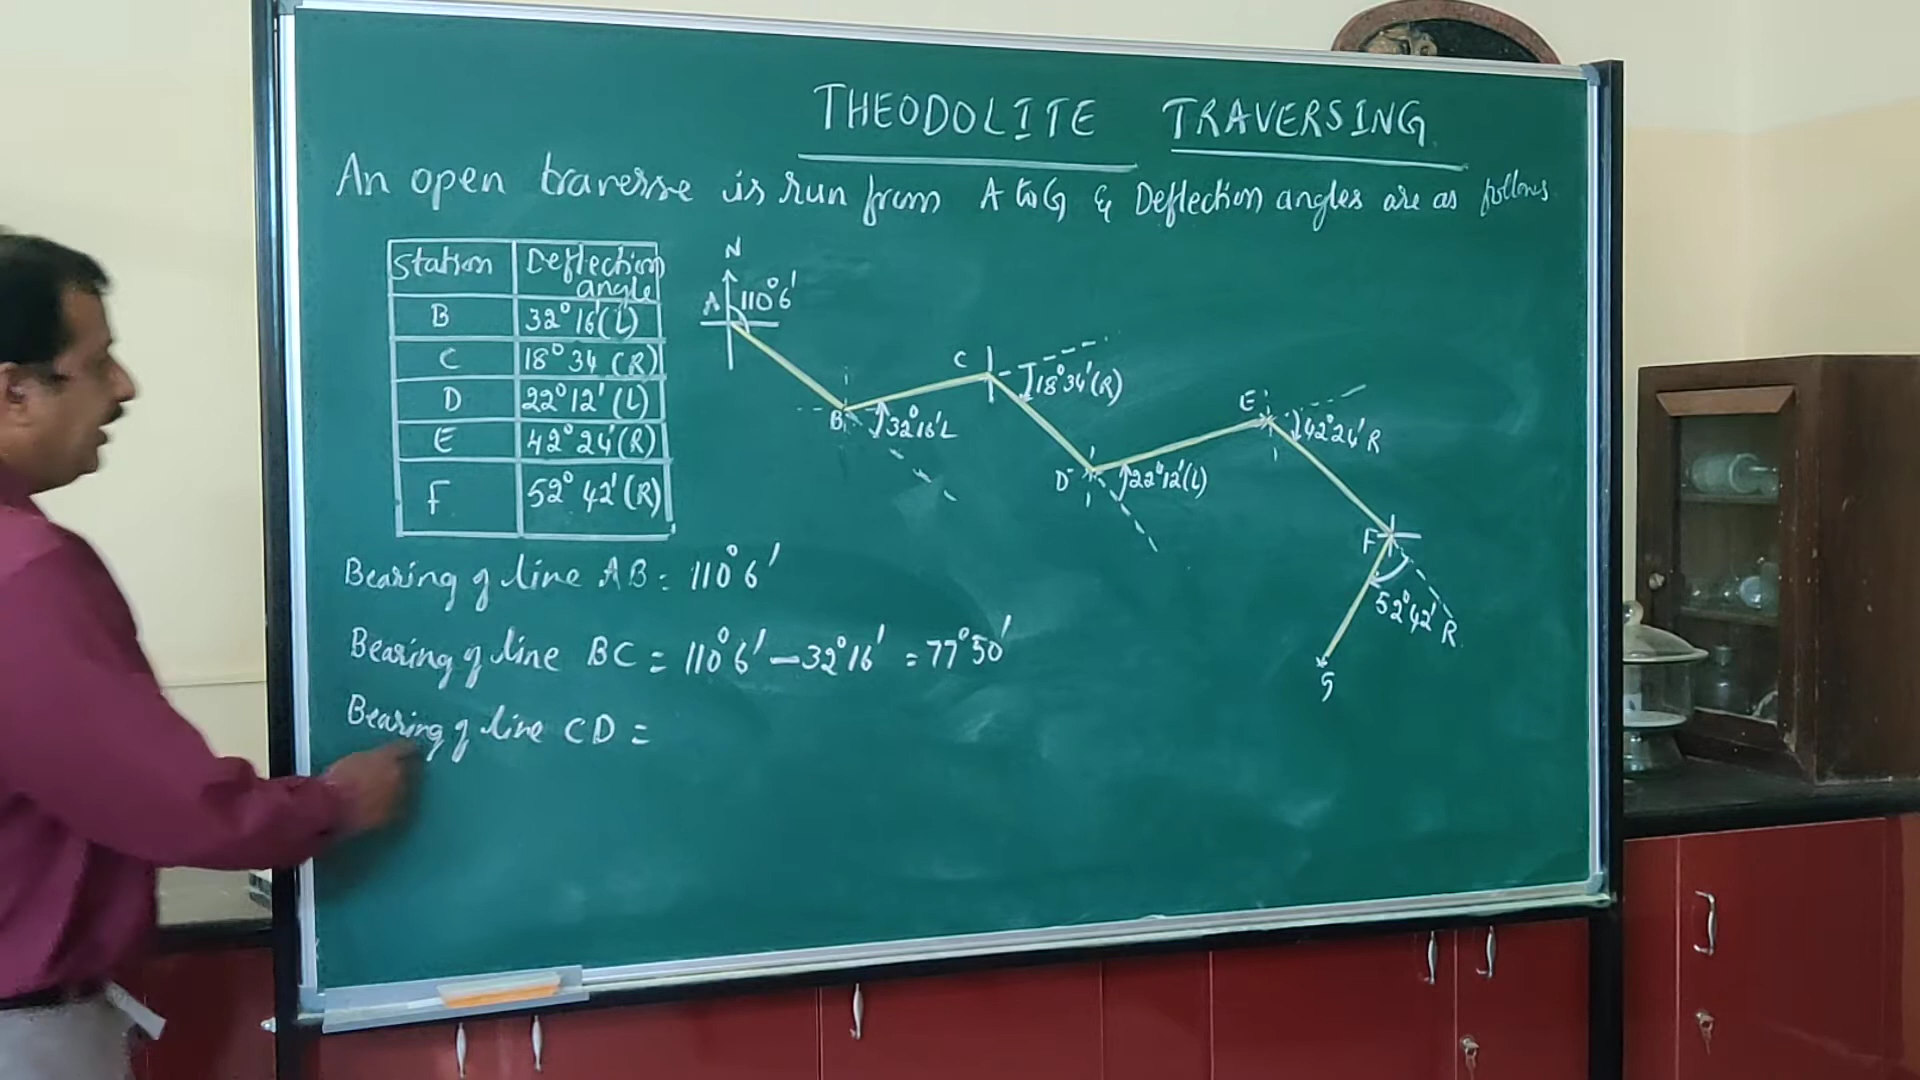 THEODOLITE TRAVERSING
An open traverse is run from A to G & Deflection angles are as follows
Station Deflection angle
B 32°16'(L)
C 18°34 (R)
D 22°12'(L)
E 42°24'(R)
F 52°42'(R)
N
A 110°6'
B 32°16'L
C 18°34'(R)
D 22°12'(L)
E 42°24' R
F 52°42' R
G
Bearing of line AB = 110°6'
Bearing of line BC = 110°6' - 32°16' = 77°50'
Bearing of line CD =